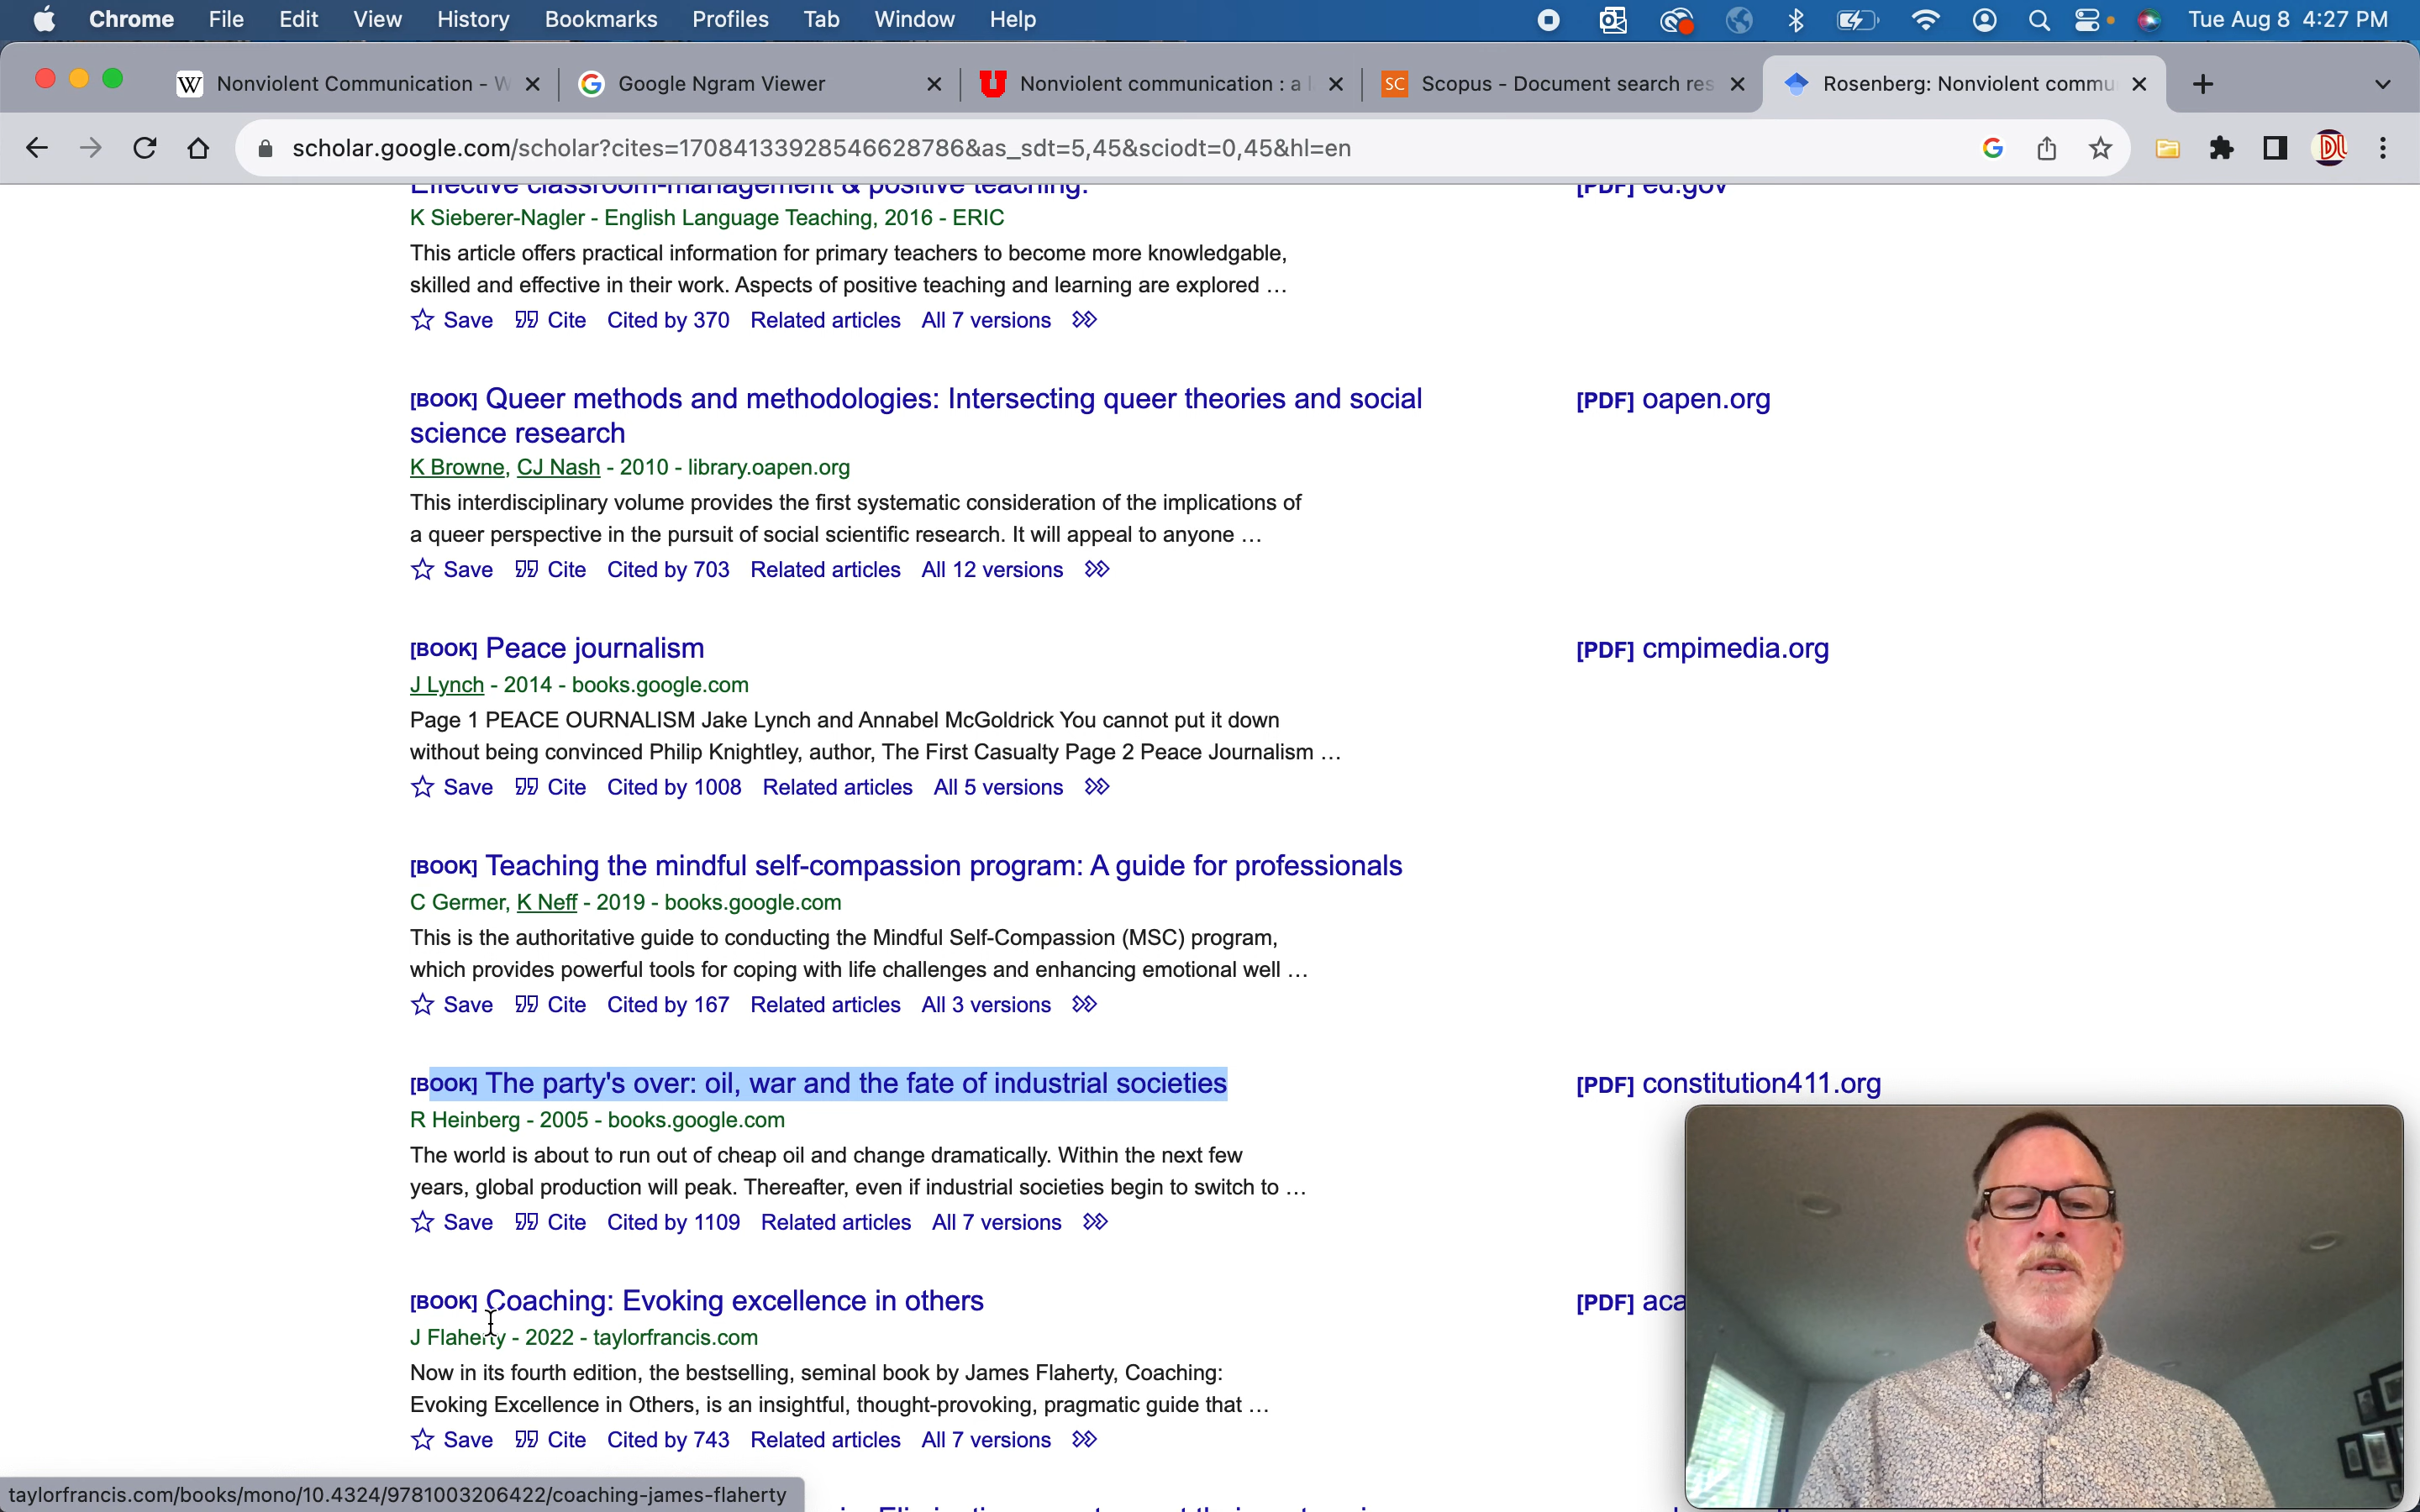 Chrome File Edit View History Bookmarks Profiles Tab Window Help Tue Aug 8 4:27 PM
Nonviolent Communication - W Google Ngram Viewer Nonviolent communication : a l SC Scopus - Document search res Rosenberg: Nonviolent commu
scholar.google.com/scholar?cites=17084133928546628786&as_sdt=5,45&sciodt=0,45&hl=en
Effective classroom-management & positive teaching. [PDF] ed.gov
K Sieberer-Nagler - English Language Teaching, 2016 - ERIC
This article offers practical information for primary teachers to become more knowledgable,
skilled and effective in their work. Aspects of positive teaching and learning are explored …
Save Cite Cited by 370 Related articles All 7 versions
[BOOK] Queer methods and methodologies: Intersecting queer theories and social [PDF] oapen.org
science research
K Browne, CJ Nash - 2010 - library.oapen.org
This interdisciplinary volume provides the first systematic consideration of the implications of
a queer perspective in the pursuit of social scientific research. It will appeal to anyone …
Save Cite Cited by 703 Related articles All 12 versions
[BOOK] Peace journalism [PDF] cmpimedia.org
J Lynch - 2014 - books.google.com
Page 1 PEACE OURNALISM Jake Lynch and Annabel McGoldrick You cannot put it down
without being convinced Philip Knightley, author, The First Casualty Page 2 Peace Journalism …
Save Cite Cited by 1008 Related articles All 5 versions
[BOOK] Teaching the mindful self-compassion program: A guide for professionals
C Germer, K Neff - 2019 - books.google.com
This is the authoritative guide to conducting the Mindful Self-Compassion (MSC) program,
which provides powerful tools for coping with life challenges and enhancing emotional well …
Save Cite Cited by 167 Related articles All 3 versions
[BOOK] The party's over: oil, war and the fate of industrial societies [PDF] constitution411.org
R Heinberg - 2005 - books.google.com
The world is about to run out of cheap oil and change dramatically. Within the next few
years, global production will peak. Thereafter, even if industrial societies begin to switch to …
Save Cite Cited by 1109 Related articles All 7 versions
[BOOK] Coaching: Evoking excellence in others [PDF] aca
J Flaherty - 2022 - taylorfrancis.com
Now in its fourth edition, the bestselling, seminal book by James Flaherty, Coaching:
Evoking Excellence in Others, is an insightful, thought-provoking, pragmatic guide that …
Save Cite Cited by 743 Related articles All 7 versions
taylorfrancis.com/books/mono/10.4324/9781003206422/coaching-james-flaherty